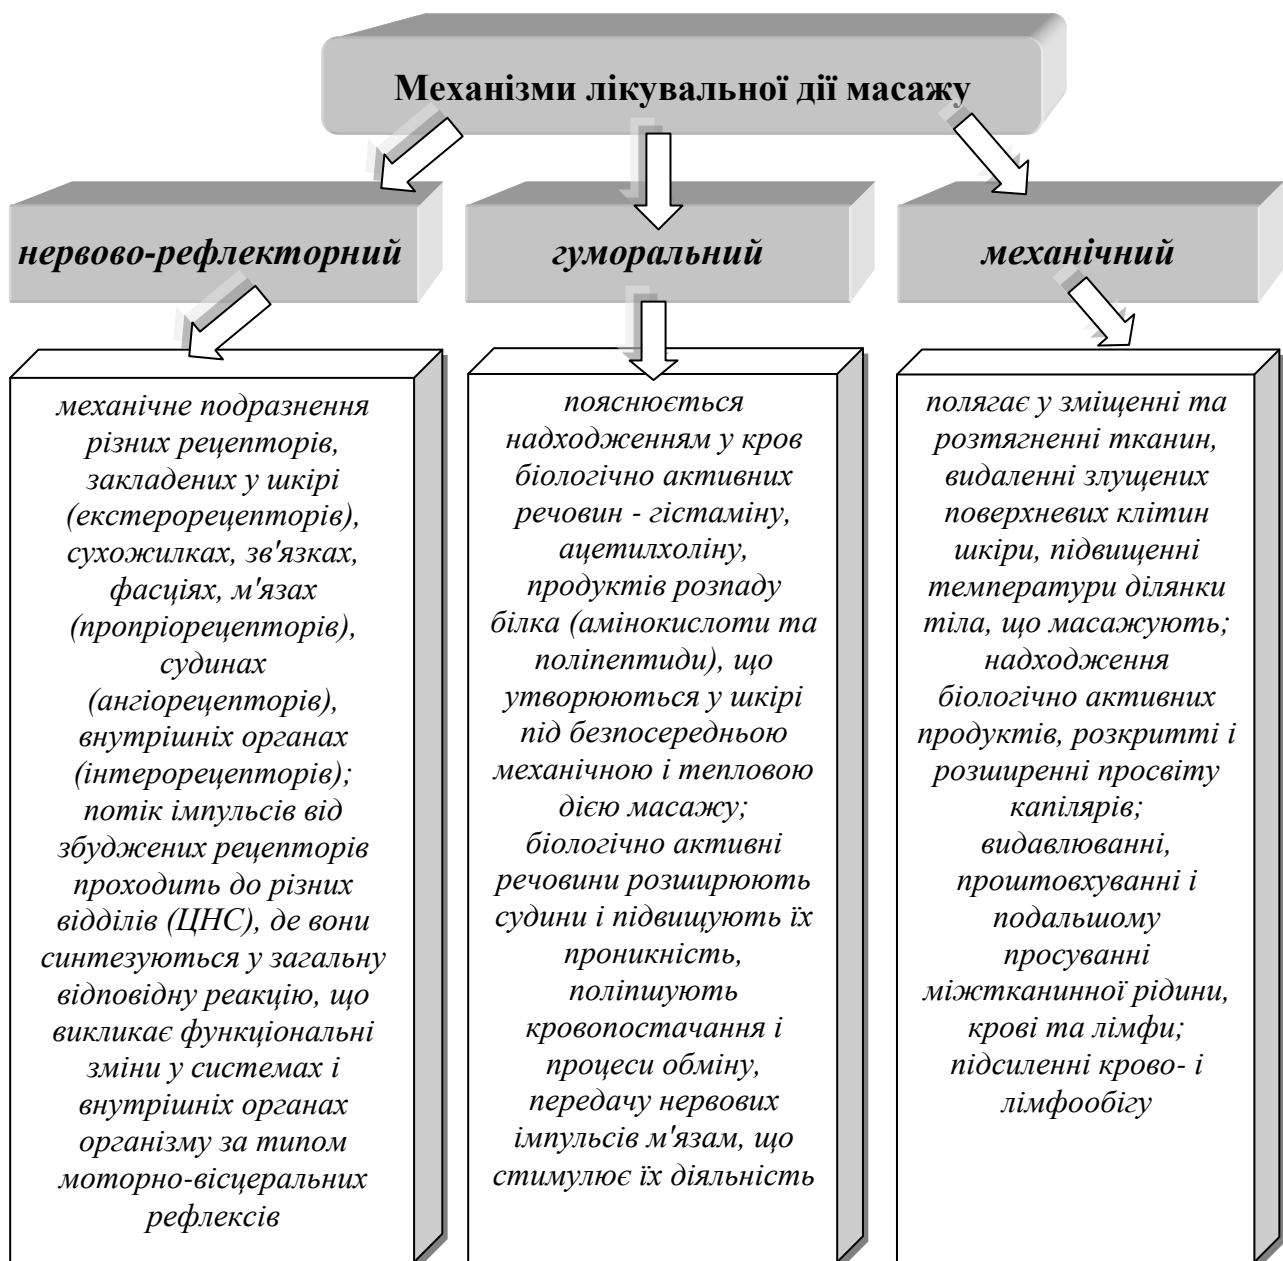 Механізми лікувальної дії масажу
нервово-рефлекторний
гуморальний
механічний
механічне подразнення
різних рецепторів,
закладених у шкірі
(екстерорецепторів),
сухожилках, зв'язках,
фасціях, м'язах
(пропріорецепторів),
судинах
(ангіорецепторів),
внутрішніх органах
(інтерорецепторів);
потік імпульсів від
збуджених рецепторів
проходить до різних
відділів (ЦНС), де вони
синтезуються у загальну
відповідну реакцію, що
викликає функціональні
зміни у системах і
внутрішніх органах
організму за типом
моторно-вісцеральних
рефлексів
пояснюється
надходженням у кров
біологічно активних
речовин - гістаміну,
ацетилхоліну,
продуктів розпаду
білка (амінокислоти та
поліпептиди), що
утворюються у шкірі
під безпосередньою
механічною і тепловою
дією масажу;
біологічно активні
речовини розширюють
судини і підвищують їх
проникність,
поліпшують
кровопостачання і
процеси обміну,
передачу нервових
імпульсів м'язам, що
стимулює їх діяльність
полягає у зміщенні та
розтягненні тканин,
видаленні злущених
поверхневих клітин
шкіри, підвищенні
температури ділянки
тіла, що масажують;
надходження
біологічно активних
продуктів, розкритті і
розширенні просвіту
капілярів;
видавлюванні,
проштовхуванні і
подальшому
просуванні
міжтканинної рідини,
крові та лімфи;
підсиленні крово- і
лімфообігу